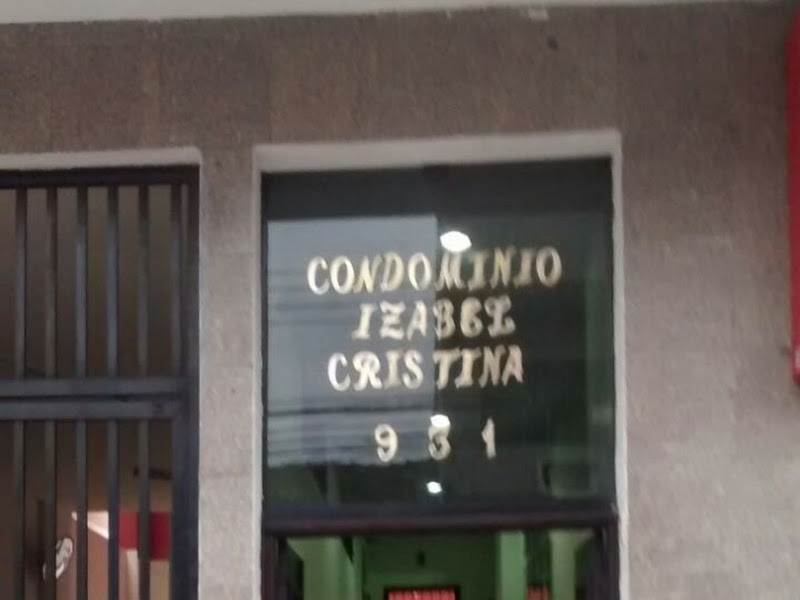 CONDOMINIO
IZABEL
CRISTINA
931